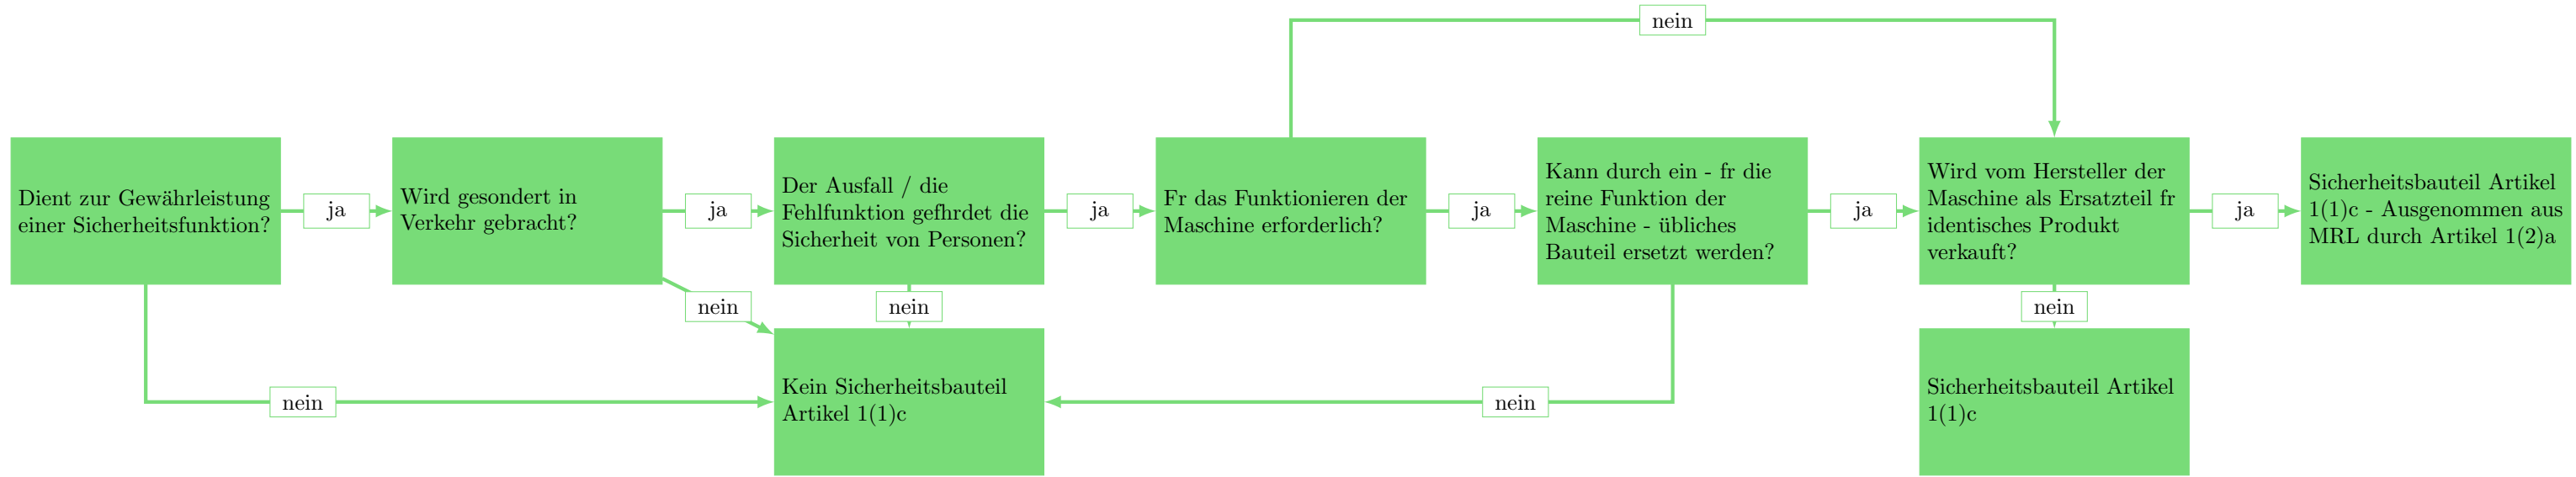 nein
Dient zur Gewährleistung
einer Sicherheitsfunktion?
ja
Wird gesondert in
Verkehr gebracht?
ja
Der Ausfall / die
Fehlfunktion gefhrdet die
Sicherheit von Personen?
ja
Fr das Funktionieren der
Maschine erforderlich?
ja
Kann durch ein - fr die
reine Funktion der
Maschine - übliches
Bauteil ersetzt werden?
ja
Wird vom Hersteller der
Maschine als Ersatzteil fr
identisches Produkt
verkauft?
ja
Sicherheitsbauteil Artikel
1(1)c - Ausgenommen aus
MRL durch Artikel 1(2)a
nein
nein
nein
nein
Kein Sicherheitsbauteil
Artikel 1(1)c
nein
Sicherheitsbauteil Artikel
1(1)c